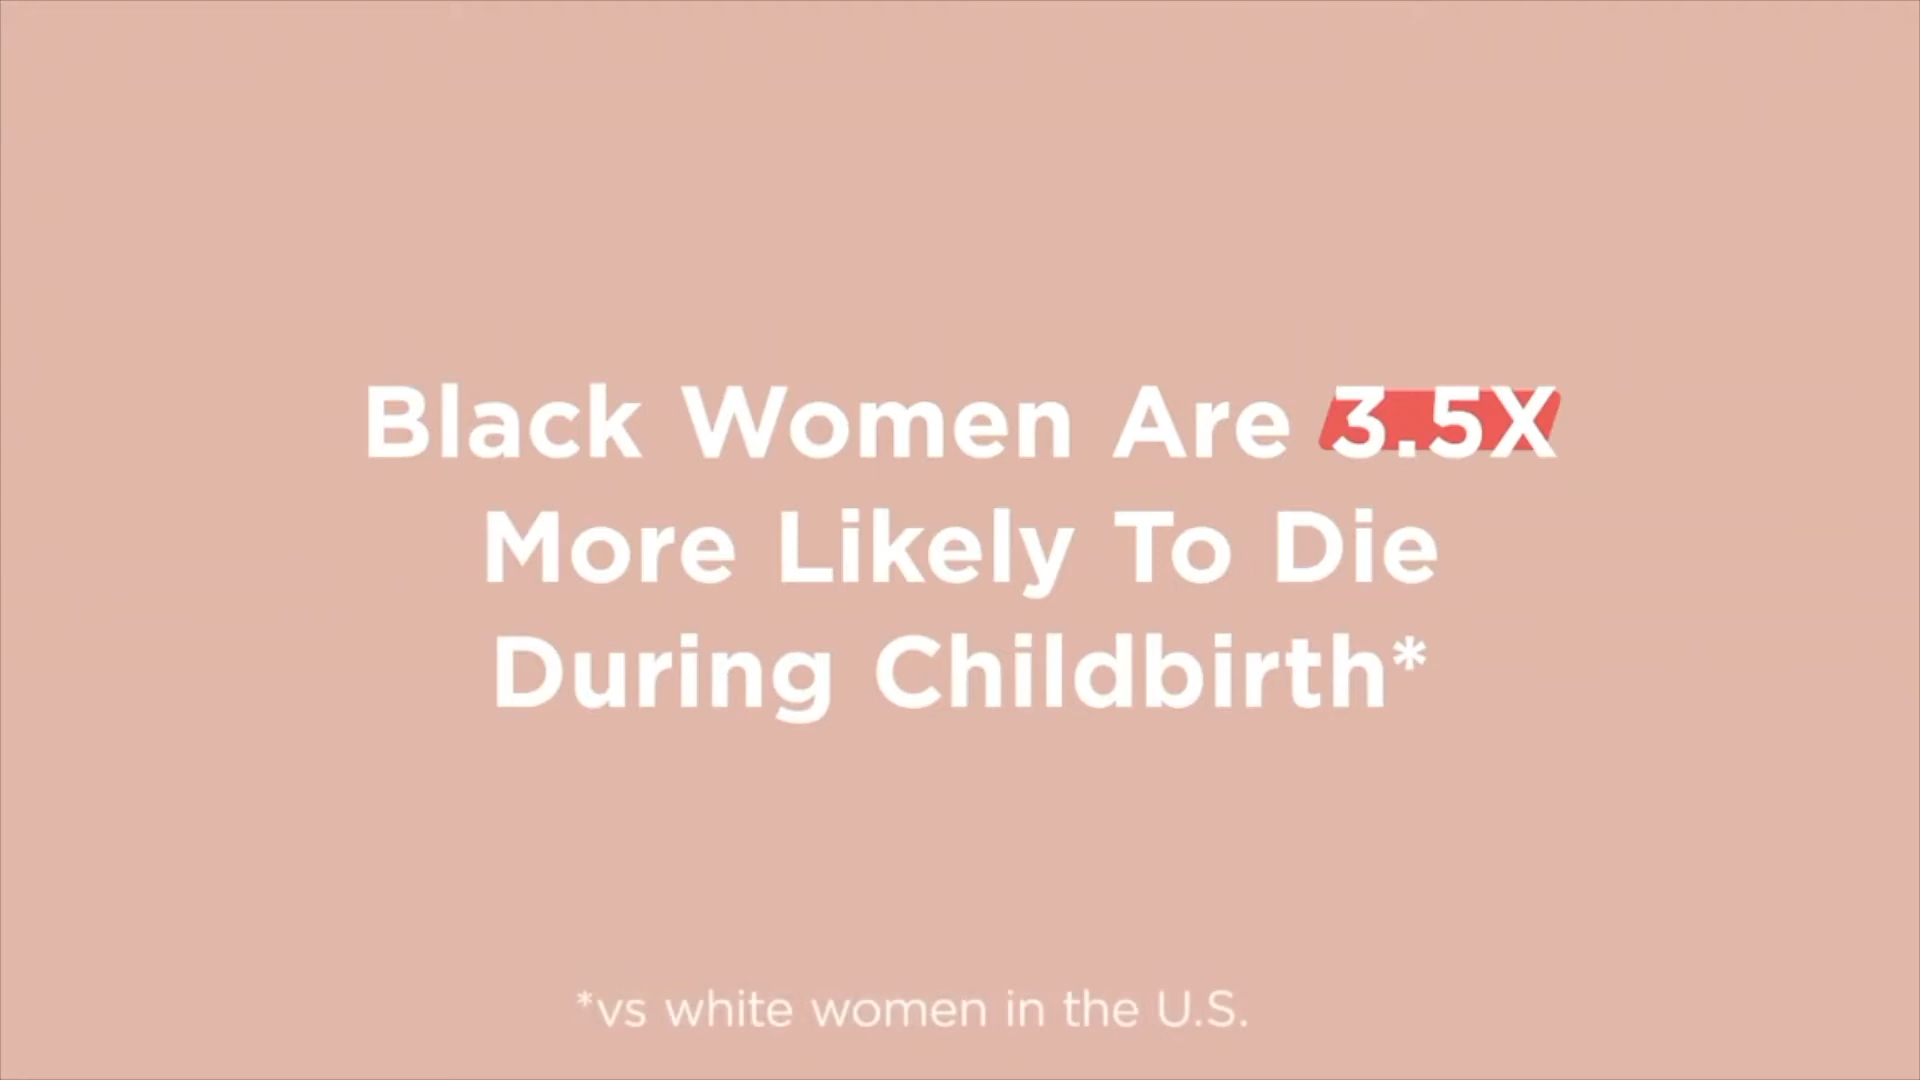 Black Women Are 3.5X
More Likely To Die
During Childbirth*
*vs white women in the U.S.